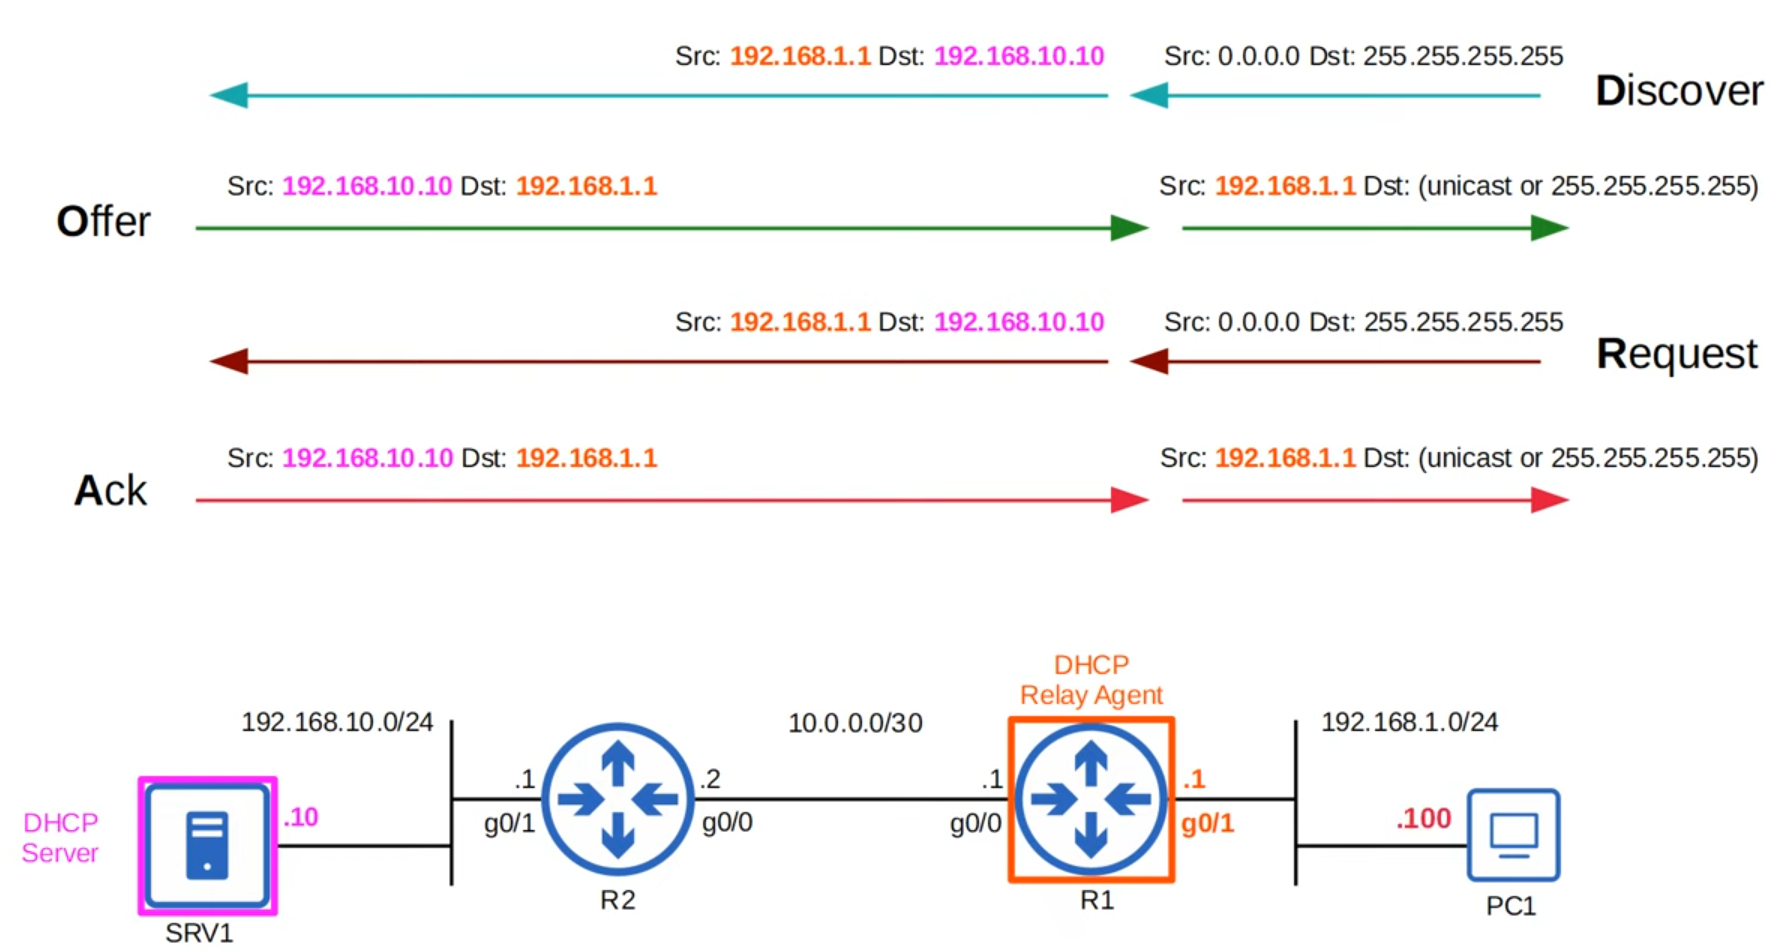 Src: 192.168.1.1 Dst: 192.168.10.10
Src: 0.0.0.0 Dst: 255.255.255.255
Discover
Src: 192.168.10.10 Dst: 192.168.1.1
Src: 192.168.1.1 Dst: (unicast or 255.255.255.255)
Offer
Src: 192.168.1.1 Dst: 192.168.10.10
Src: 0.0.0.0 Dst: 255.255.255.255
Request
Src: 192.168.10.10 Dst: 192.168.1.1
Src: 192.168.1.1 Dst: (unicast or 255.255.255.255)
Ack
DHCP
Relay Agent
192.168.10.0/24
10.0.0.0/30
192.168.1.0/24
.1
.2
.1
.1
DHCP
Server
.10
g0/1
g0/0
g0/0
g0/1
.100
R2
R1
PC1
SRV1